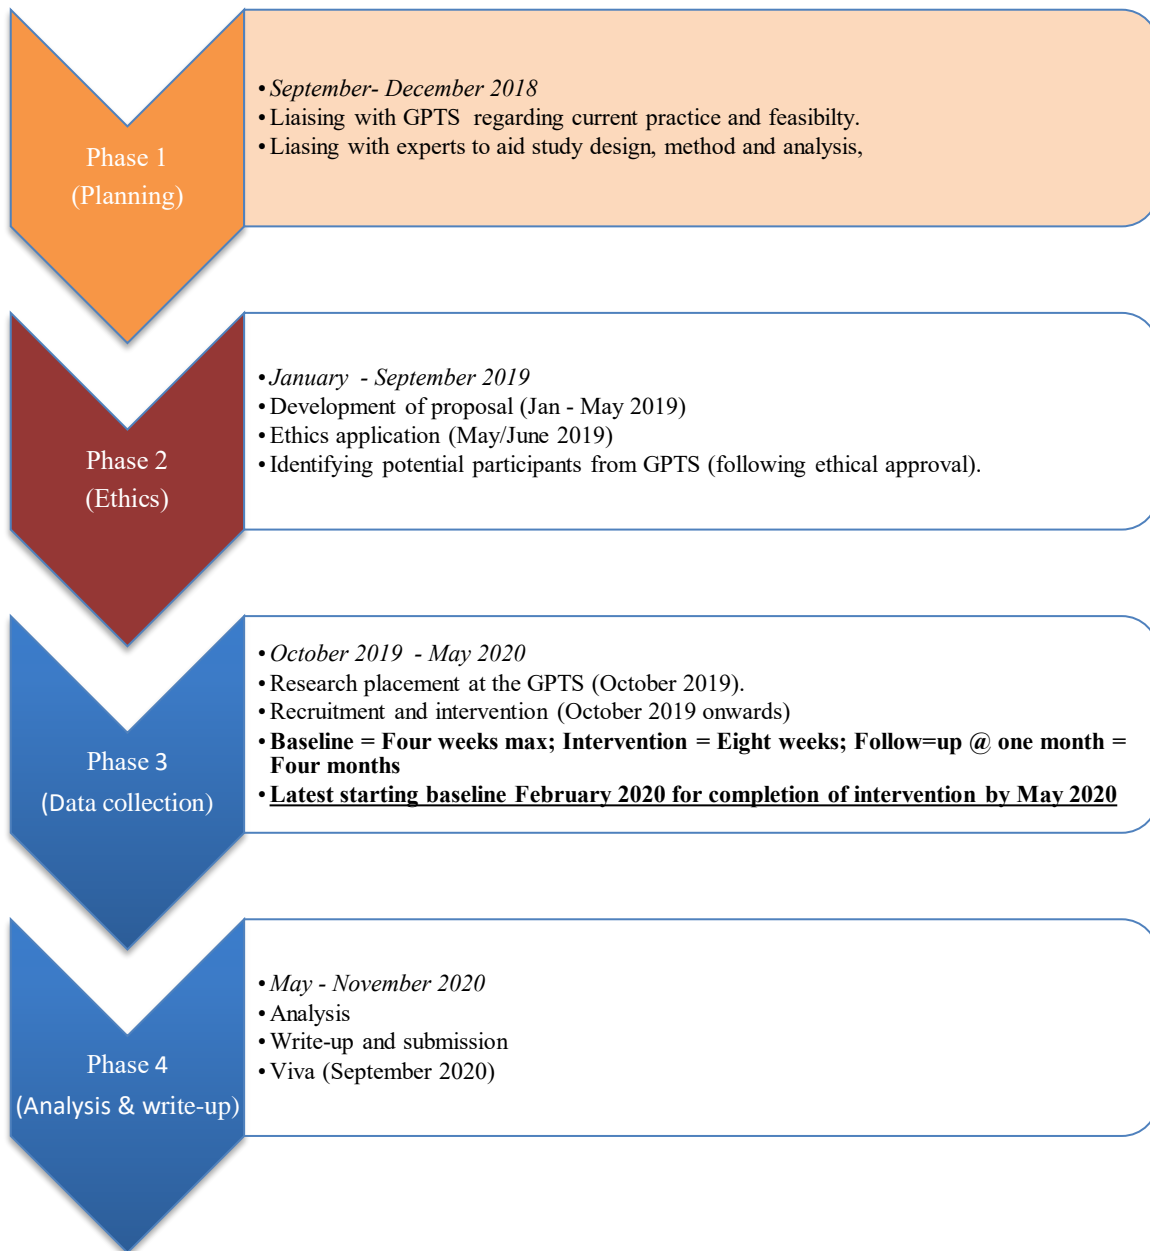 Phase 1
(Planning)
• September- December 2018
• Liaising with GPTS regarding current practice and feasibilty.
• Liasing with experts to aid study design, method and analysis,
Phase 2
(Ethics)
• January - September 2019
• Development of proposal (Jan - May 2019)
• Ethics application (May/June 2019)
• Identifying potential participants from GPTS (following ethical approval).
Phase 3
(Data collection)
• October 2019 - May 2020
• Research placement at the GPTS (October 2019).
• Recruitment and intervention (October 2019 onwards)
• Baseline = Four weeks max; Intervention = Eight weeks; Follow=up @ one month =
Four months
• Latest starting baseline February 2020 for completion of intervention by May 2020
Phase 4
(Analysis & write-up)
• May - November 2020
• Analysis
• Write-up and submission
• Viva (September 2020)